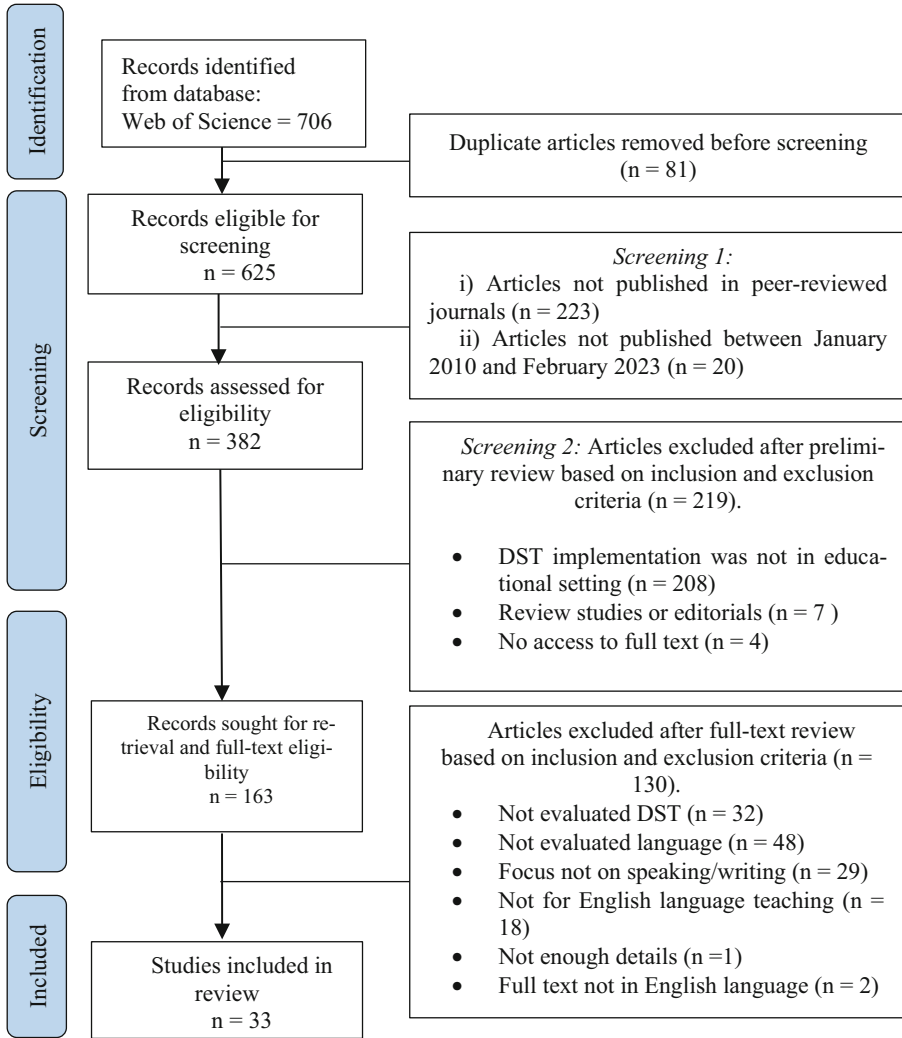 Identification
Records identified
from database:
Web of Science = 706
Duplicate articles removed before screening
(n = 81)
Screening
Records eligible for
screening
n = 625
Screening 1:
i) Articles not published in peer-reviewed
journals (n = 223)
ii) Articles not published between January
2010 and February 2023 (n = 20)
Records assessed for
eligibility
n = 382
Screening 2: Articles excluded after prelimi-
nary review based on inclusion and exclusion
criteria (n = 219).
• DST implementation was not in educa-
tional setting (n = 208)
• Review studies or editorials (n = 7 )
• No access to full text (n = 4)
Eligibility
Records sought for re-
trieval and full-text eligi-
bility
n = 163
Articles excluded after full-text review
based on inclusion and exclusion criteria (n =
130).
• Not evaluated DST (n = 32)
• Not evaluated language (n = 48)
• Focus not on speaking/writing (n = 29)
• Not for English language teaching (n =
18)
• Not enough details (n =1)
• Full text not in English language (n = 2)
Included
Studies included in
review
n = 33